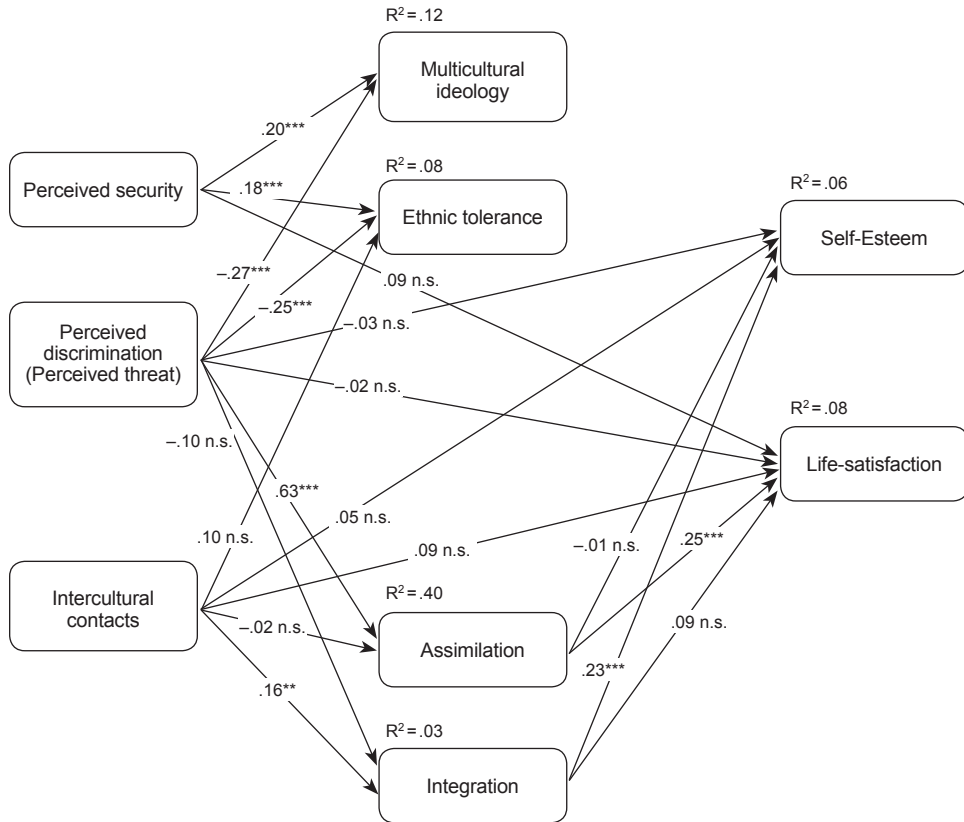 R² = .12
Multicultural
ideology
.20***
Perceived security
.18***
R² = .08
Ethnic tolerance
R² = .06
Self-Esteem
–.27***
–.25***
.09 n.s.
Perceived
discrimination
(Perceived threat)
–.03 n.s.
–.02 n.s.
R² = .08
Life-satisfaction
–.10 n.s.
.63***
.05 n.s.
.10 n.s.
.09 n.s.
–.01 n.s.
.25***
Intercultural
contacts
R² = .40
Assimilation
–.02 n.s.
.09 n.s.
.23***
.16**
R² = .03
Integration